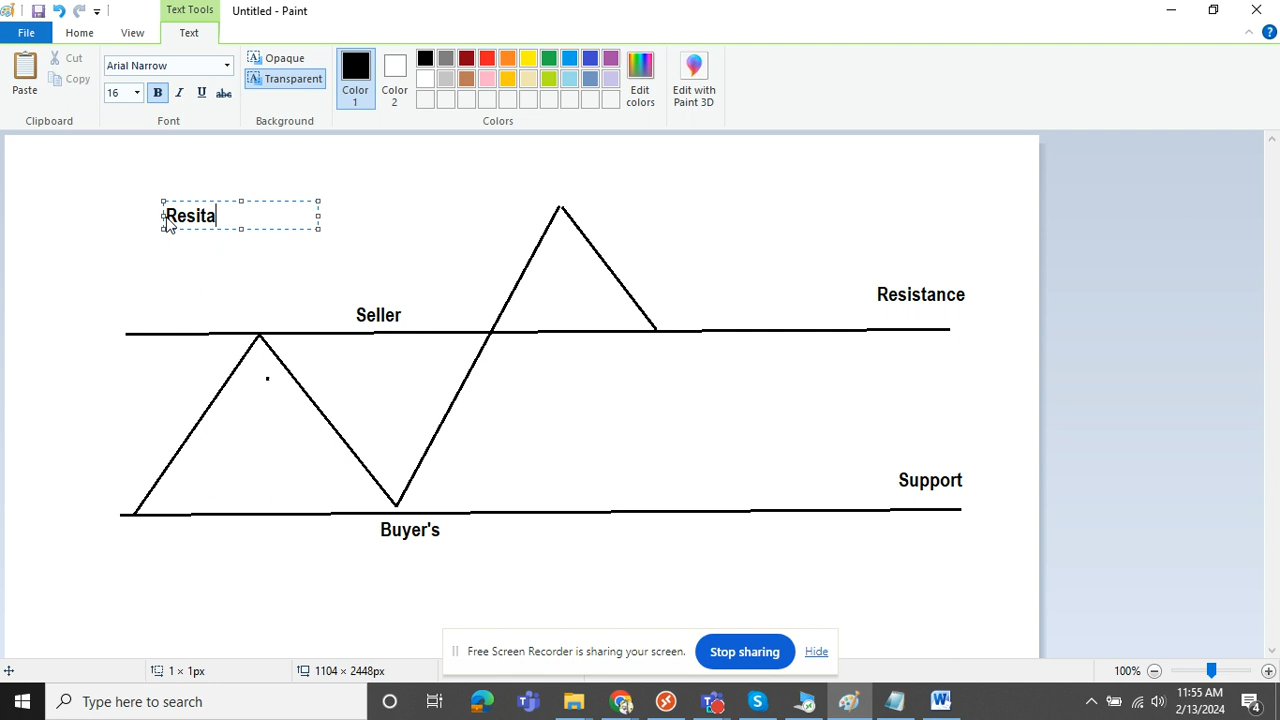 Text Tools
Untitled - Paint
File
Home
View
Text
Paste
Cut
Copy
Clipboard
Arial Narrow
16
B
I
U
abc
Font
Opaque
Transparent
Background
Color
1
Color
2
Edit
colors
Colors
Edit with
Paint 3D
Resita
Seller
Resistance
Support
Buyer's
Free Screen Recorder is sharing your screen.
Stop sharing
Hide
1 × 1px
1104 × 2448px
100%
Type here to search
W
11:55 AM
2/13/2024
4